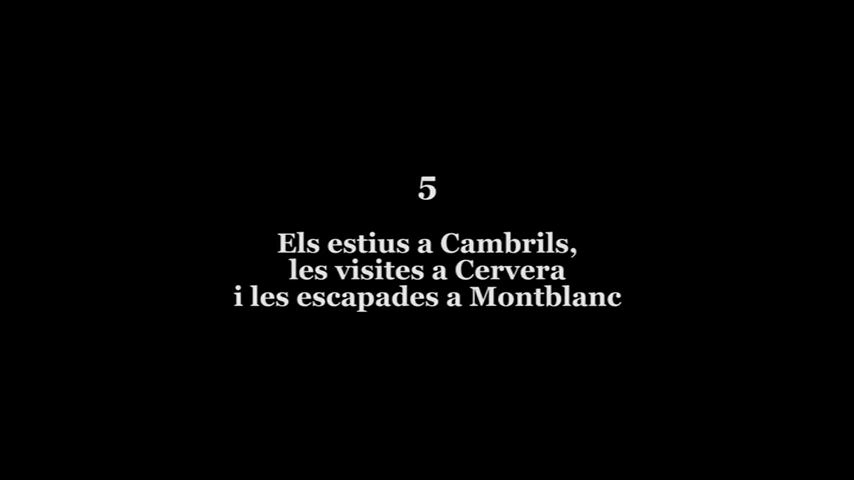 5
Els estius a Cambrils,
les visites a Cervera
i les escapades a Montblanc